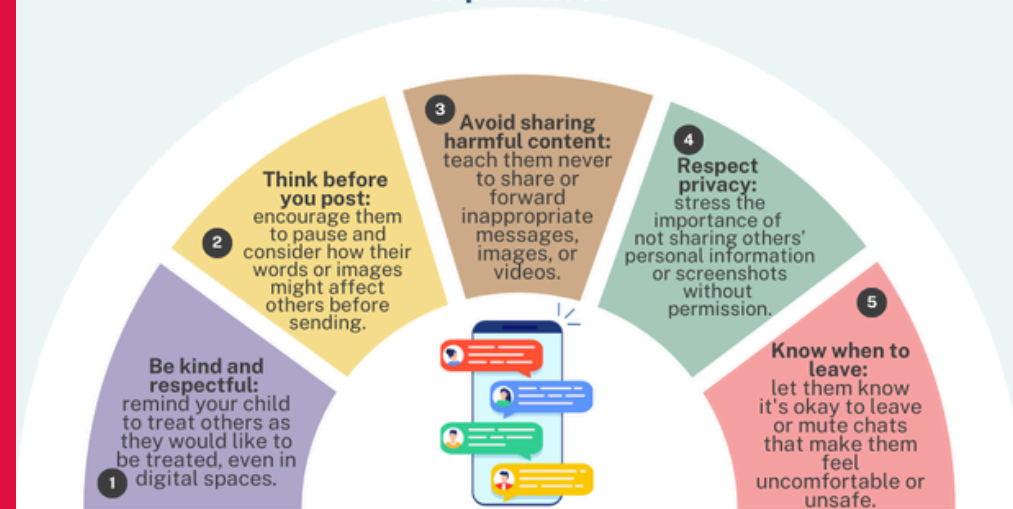 1
Be kind and
respectful:
remind your child
to treat others as
they would like to
be treated, even in
digital spaces.
2
Think before
you post:
encourage them
to pause and
consider how their
words or images
might affect
others before
sending.
3
Avoid sharing
harmful content:
teach them never
to share or
forward
inappropriate
messages,
images, or
videos.
4
Respect
privacy:
stress the
importance of
not sharing others’
personal information
or screenshots
without
permission.
5
Know when to
leave:
let them know
it's okay to leave
or mute chats
that make them
feel
uncomfortable or
unsafe.